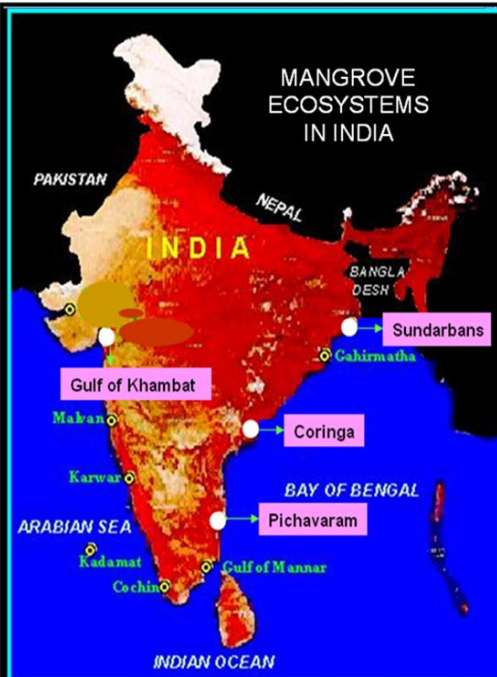 MANGROVE
ECOSYSTEMS
IN INDIA
PAKISTAN
NEPAL
INDIA
BANGLA
DESH
Sundarbans
Gahirmatha
Gulf of Khambat
Malvan
Coringa
Karwar
BAY OF BENGAL
Pichavaram
ARABIAN SEA
Kadamat
Gulf of Mannar
Cochin
INDIAN OCEAN